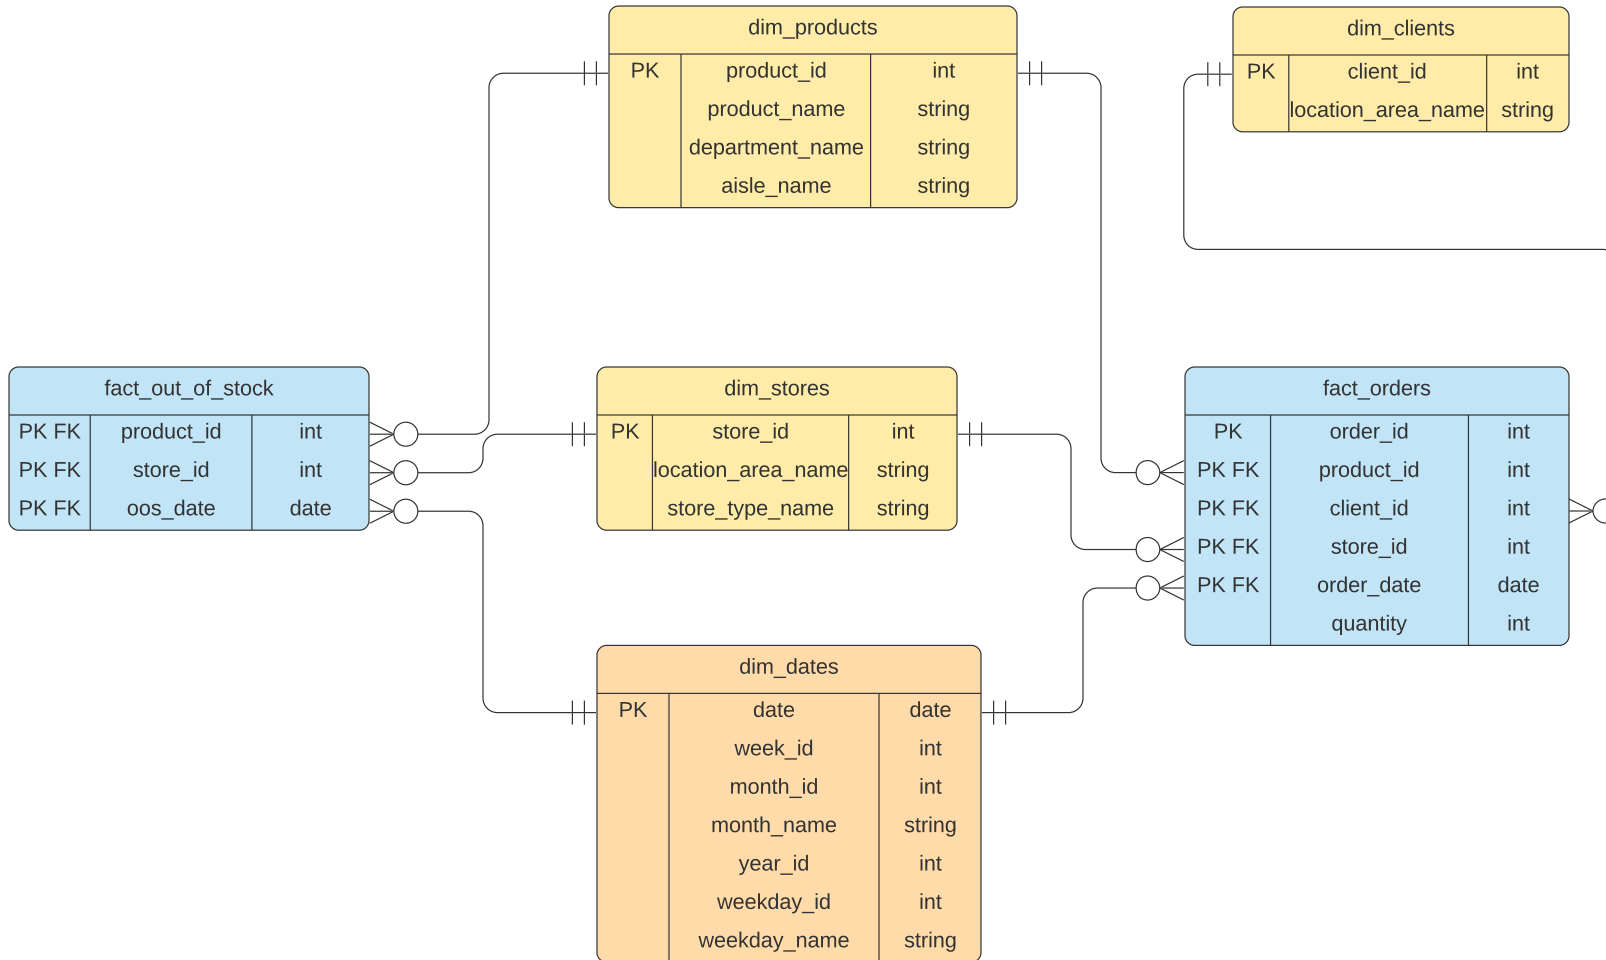 dim_products
PK product_id int
product_name string
department_name string
aisle_name string
dim_clients
PK client_id int
location_area_name string
fact_out_of_stock
PK FK product_id int
PK FK store_id int
PK FK oos_date date
dim_stores
PK store_id int
location_area_name string
store_type_name string
fact_orders
PK order_id int
PK FK product_id int
PK FK client_id int
PK FK store_id int
PK FK order_date date
quantity int
dim_dates
PK date date
week_id int
month_id int
month_name string
year_id int
weekday_id int
weekday_name string